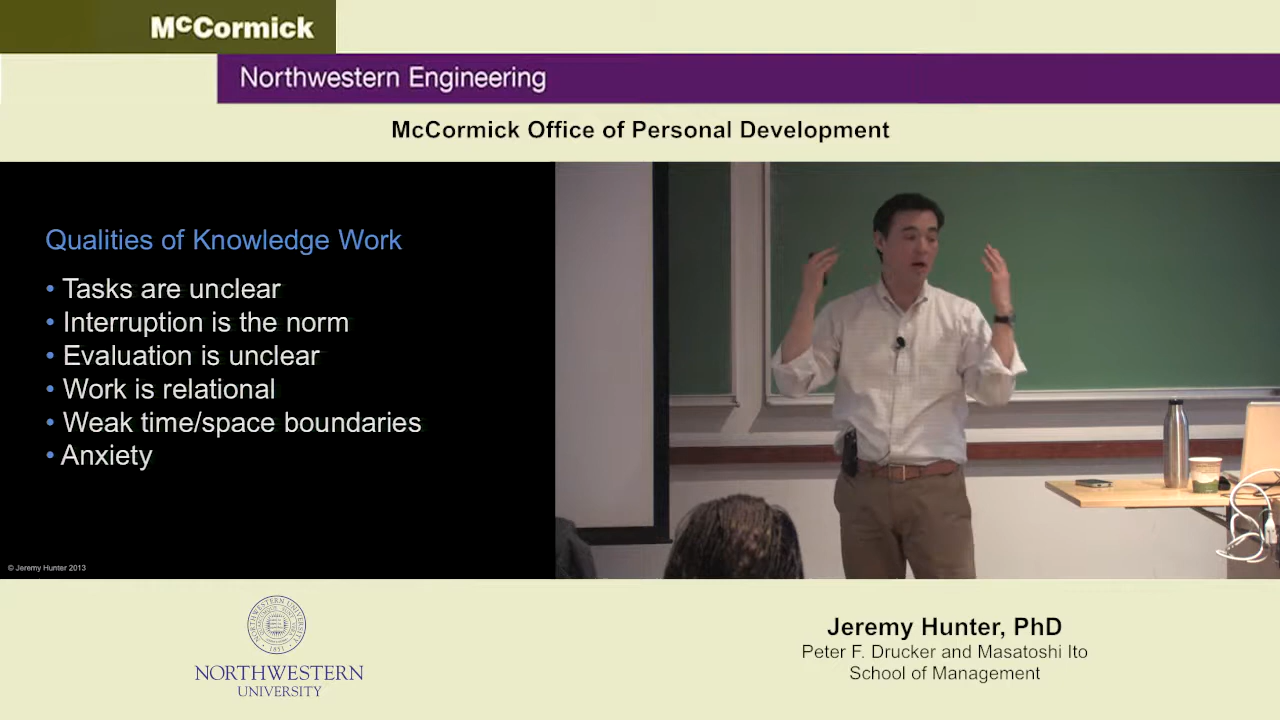 McCormick
Northwestern Engineering
McCormick Office of Personal Development
Qualities of Knowledge Work
• Tasks are unclear
• Interruption is the norm
• Evaluation is unclear
• Work is relational
• Weak time/space boundaries
• Anxiety
© Jeremy Hunter 2013
NORTHWESTERN
UNIVERSITY
Jeremy Hunter, PhD
Peter F. Drucker and Masatoshi Ito
School of Management